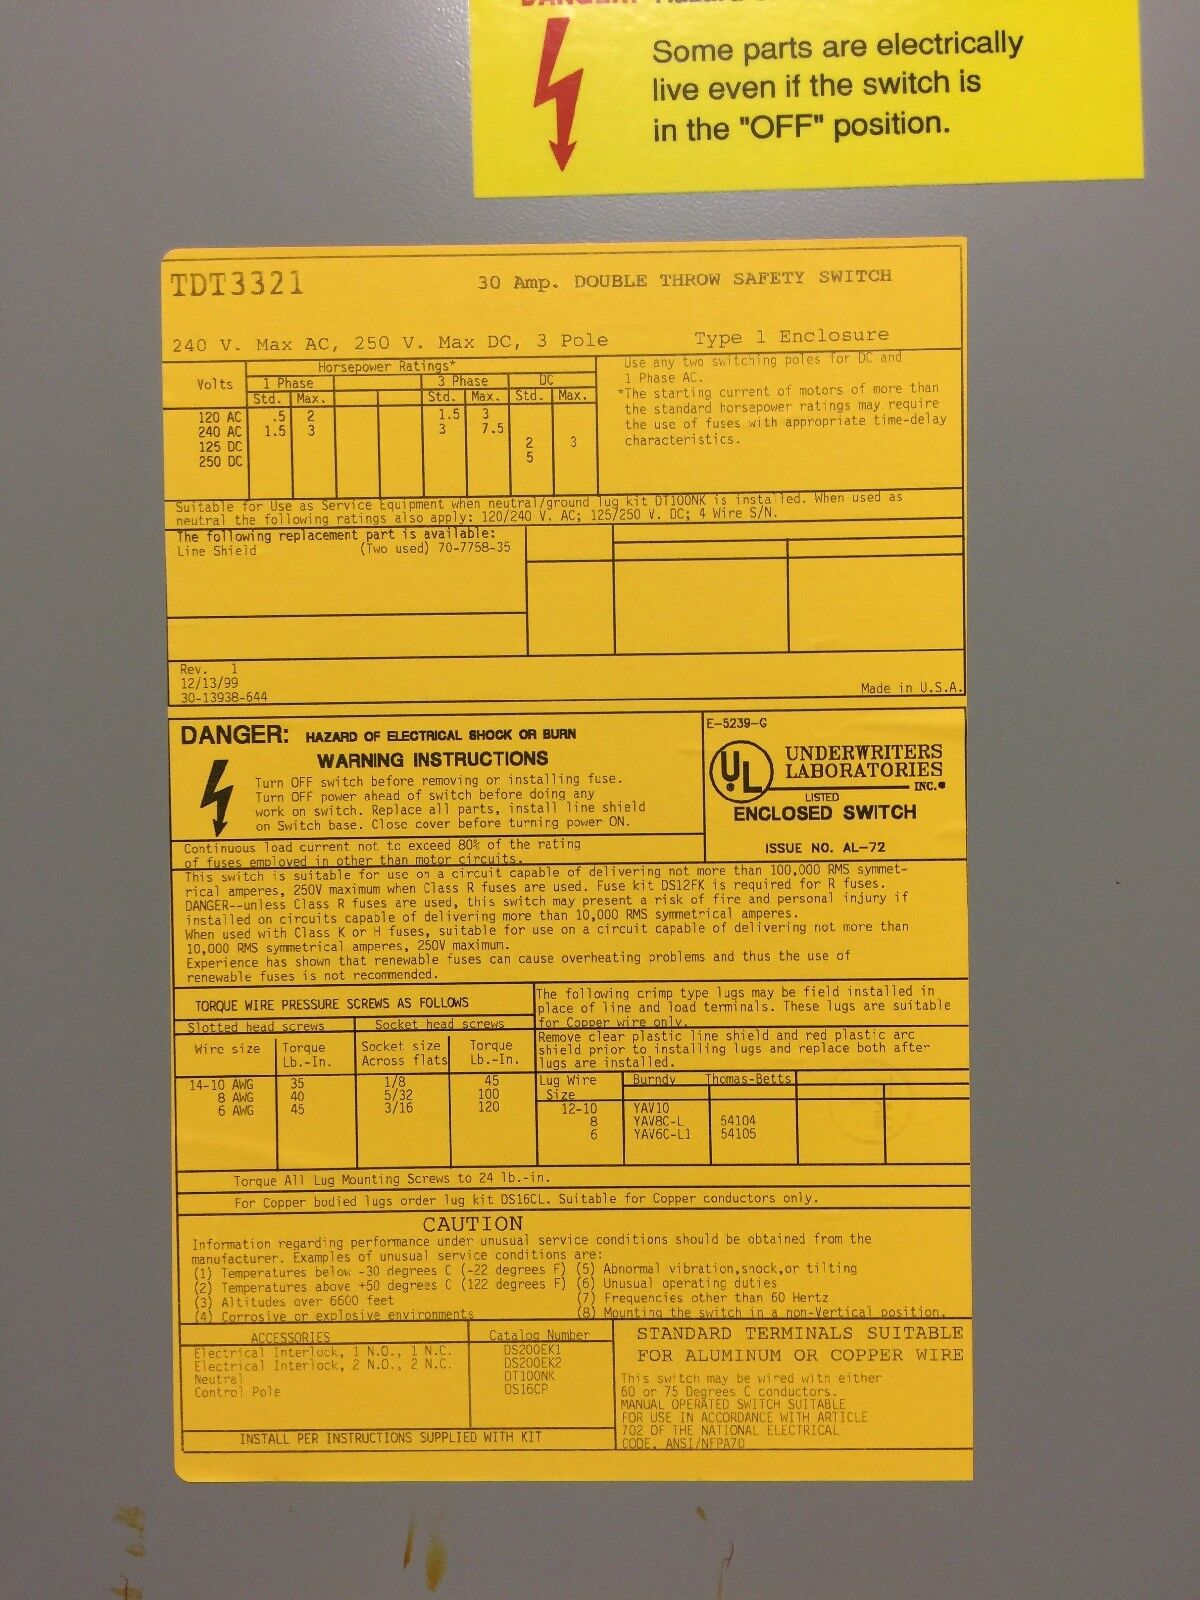 Some parts are electrically
live even if the switch is
in the "OFF" position.
TDT3321
30 Amp. DOUBLE THROW SAFETY SWITCH
240 V. Max AC, 250 V. Max DC, 3 Pole
Type 1 Enclosure
Volts
Horsepower Ratings*
1 Phase 3 Phase DC
Std. Max. Std. Max. Std. Max.
120 AC .5 2 1.5 3
240 AC 1.5 3 3 7.5
125 DC 2 3
250 DC 5
Use any two switching poles for DC and
1 Phase AC.
*The starting current of motors of more than
the standard horsepower ratings may require
the use of fuses with appropriate time-delay
characteristics.
Suitable for Use as Service Equipment when neutral/ground lug kit DT100NK is installed. When used as
neutral the following ratings also apply: 120/240 V. AC; 125/250 V. DC; 4 Wire S/N.
The following replacement part is available:
Line Shield (Two used) 70-7758-35
Rev. 1
12/13/99
30-13938-644
Made in U.S.A.
DANGER: HAZARD OF ELECTRICAL SHOCK OR BURN
WARNING INSTRUCTIONS
Turn OFF switch before removing or installing fuse.
Turn OFF power ahead of switch before doing any
work on switch. Replace all parts, install line shield
on Switch base. Close cover before turning power ON.
E-5239-G
UL
UNDERWRITERS
LABORATORIES
INC.®
LISTED
ENCLOSED SWITCH
ISSUE NO. AL-72
Continuous load current not to exceed 80% of the rating
of fuses employed in other than motor circuits.
This switch is suitable for use on a circuit capable of delivering not more than 100,000 RMS symmet-
rical amperes, 250V maximum when Class R fuses are used. Fuse kit DS12FK is required for R fuses.
DANGER--unless Class R fuses are used, this switch may present a risk of fire and personal injury if
installed on circuits capable of delivering more than 10,000 RMS symmetrical amperes.
When used with Class K or H fuses, suitable for use on a circuit capable of delivering not more than
10,000 RMS symmetrical amperes, 250V maximum.
Experience has shown that renewable fuses can cause overheating problems and thus the use of
renewable fuses is not recommended.
TORQUE WIRE PRESSURE SCREWS AS FOLLOWS
Slotted head screws Socket head screws
Wire size Torque Lb.-In. Socket size Across flats Torque Lb.-In.
14-10 AWG 35 1/8 45
8 AWG 40 5/32 100
6 AWG 45 3/16 120
The following crimp type lugs may be field installed in
place of line and load terminals. These lugs are suitable
for Copper wire only.
Remove clear plastic line shield and red plastic arc
shield prior to installing lugs and replace both after
lugs are installed.
Lug Wire Size Burndy Thomas-Betts
12-10 YAV10
8 YAV8C-L 54104
6 YAV6C-L1 54105
Torque All Lug Mounting Screws to 24 lb.-in.
For Copper bodied lugs order lug kit DS16CL. Suitable for Copper conductors only.
CAUTION
Information regarding performance under unusual service conditions should be obtained from the
manufacturer. Examples of unusual service conditions are:
(1) Temperatures below -30 degrees C (-22 degrees F) (5) Abnormal vibration,shock,or tilting
(2) Temperatures above +50 degrees C (122 degrees F) (6) Unusual operating duties
(3) Altitudes over 6600 feet (7) Frequencies other than 60 Hertz
(4) Corrosive or explosive environments (8) Mounting the switch in a non-Vertical position.
ACCESSORIES Catalog Number
Electrical Interlock, 1 N.O., 1 N.C. DS200EK1
Electrical Interlock, 2 N.O., 2 N.C. DS200EK2
Neutral DT100NK
Control Pole DS16CP
INSTALL PER INSTRUCTIONS SUPPLIED WITH KIT
STANDARD TERMINALS SUITABLE
FOR ALUMINUM OR COPPER WIRE
This switch may be wired with either
60 or 75 Degrees C conductors.
MANUAL OPERATED SWITCH SUITABLE
FOR USE IN ACCORDANCE WITH ARTICLE
702 OF THE NATIONAL ELECTRICAL
CODE, ANSI/NFPA70